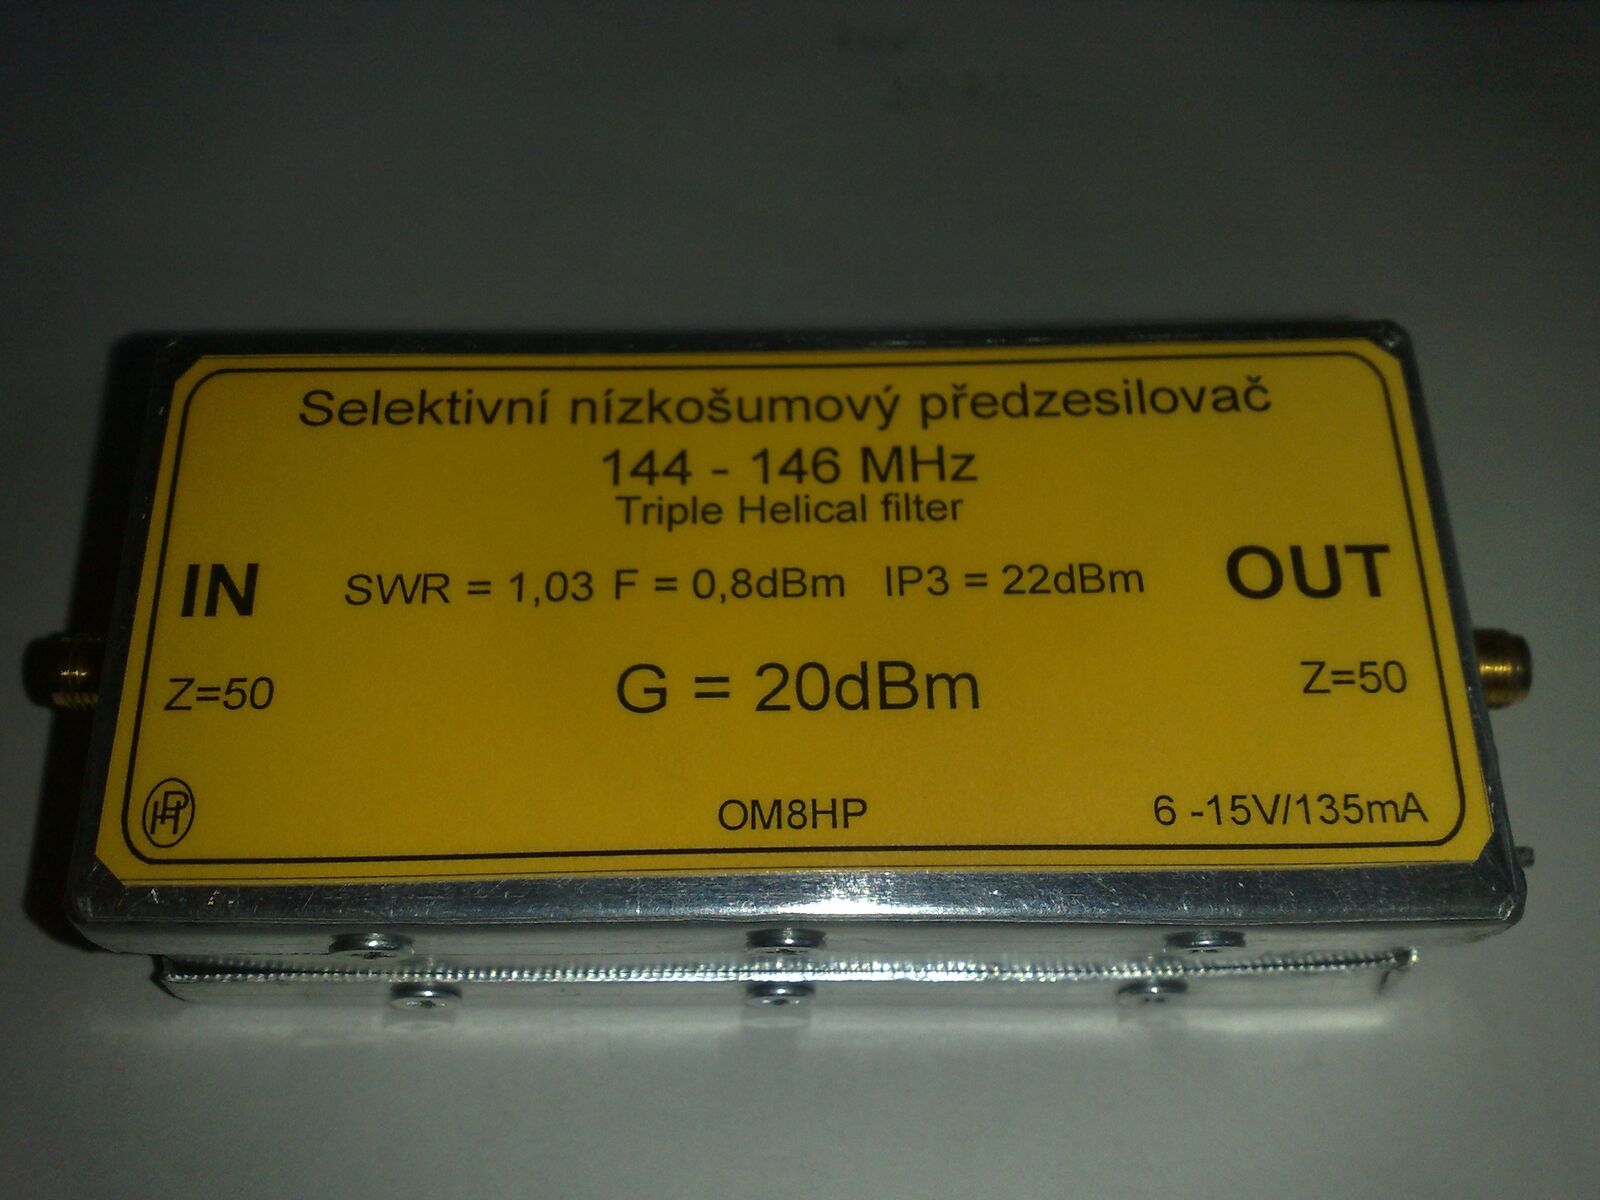 Selektivní nízkošumový předzesilovač
144 - 146 MHz
Triple Helical filter
IN
SWR = 1,03 F = 0,8dBm IP3 = 22dBm
OUT
Z=50
G = 20dBm
Z=50
HP
OM8HP
6 -15V/135mA